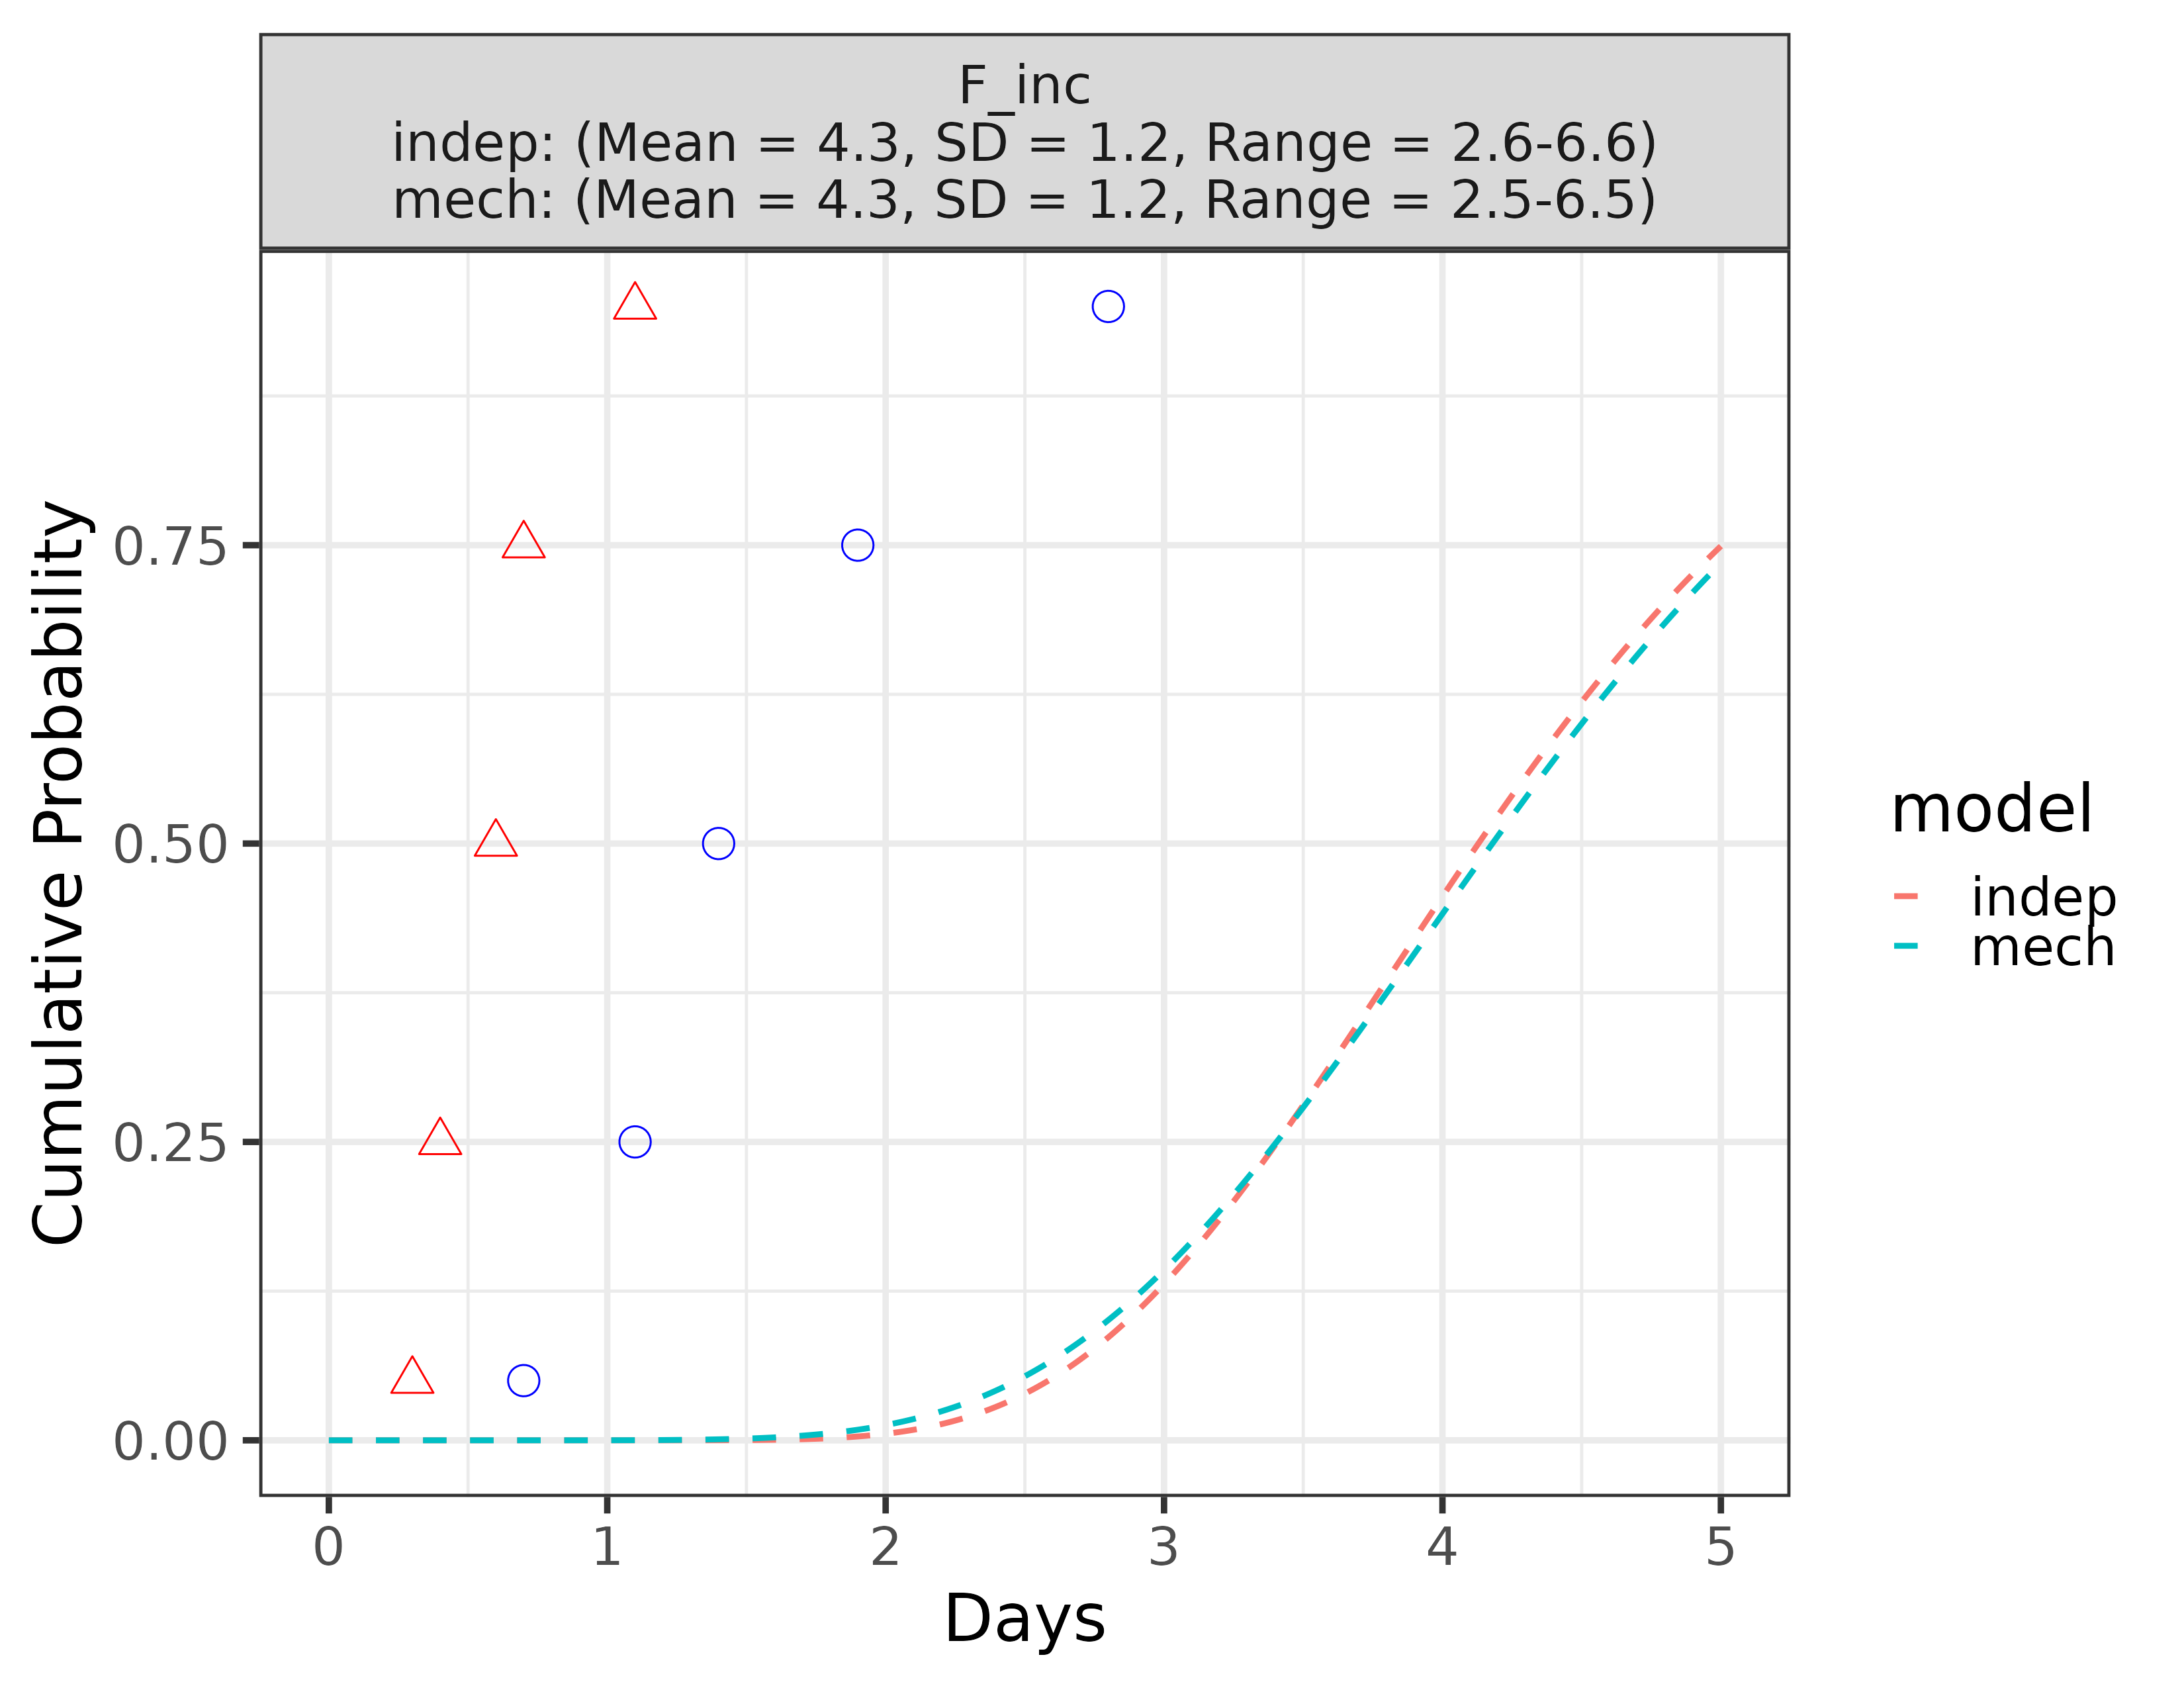 F_inc
indep: (Mean = 4.3, SD = 1.2, Range = 2.6-6.6)
mech: (Mean = 4.3, SD = 1.2, Range = 2.5-6.5)
Cumulative Probability
0.75
0.50
0.25
0.00
0 1 2 3 4 5
Days
model
indep
mech